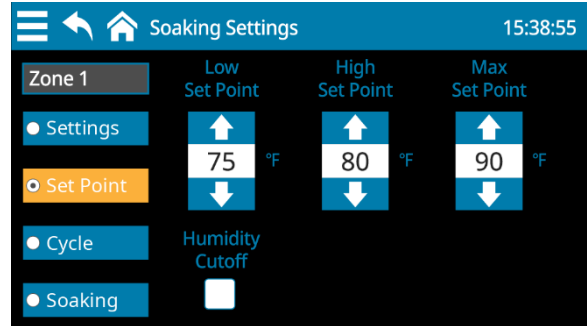 Soaking Settings 15:38:55
Zone 1
Settings
Set Point
Cycle
Soaking
Low
Set Point
75 °F
High
Set Point
80 °F
Max
Set Point
90 °F
Humidity
Cutoff